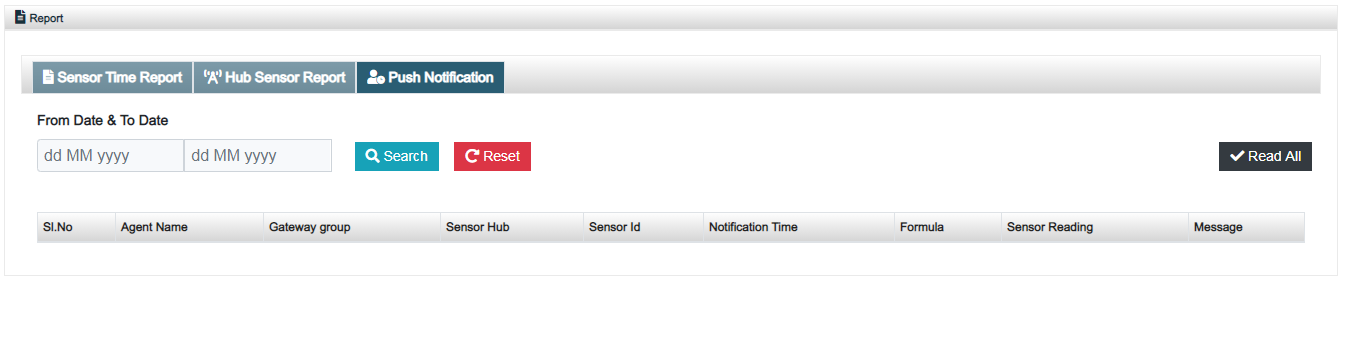 Report
Sensor Time Report Hub Sensor Report Push Notification
From Date & To Date
dd MM yyyy dd MM yyyy Search Reset Read All
Sl.No Agent Name Gateway group Sensor Hub Sensor Id Notification Time Formula Sensor Reading Message